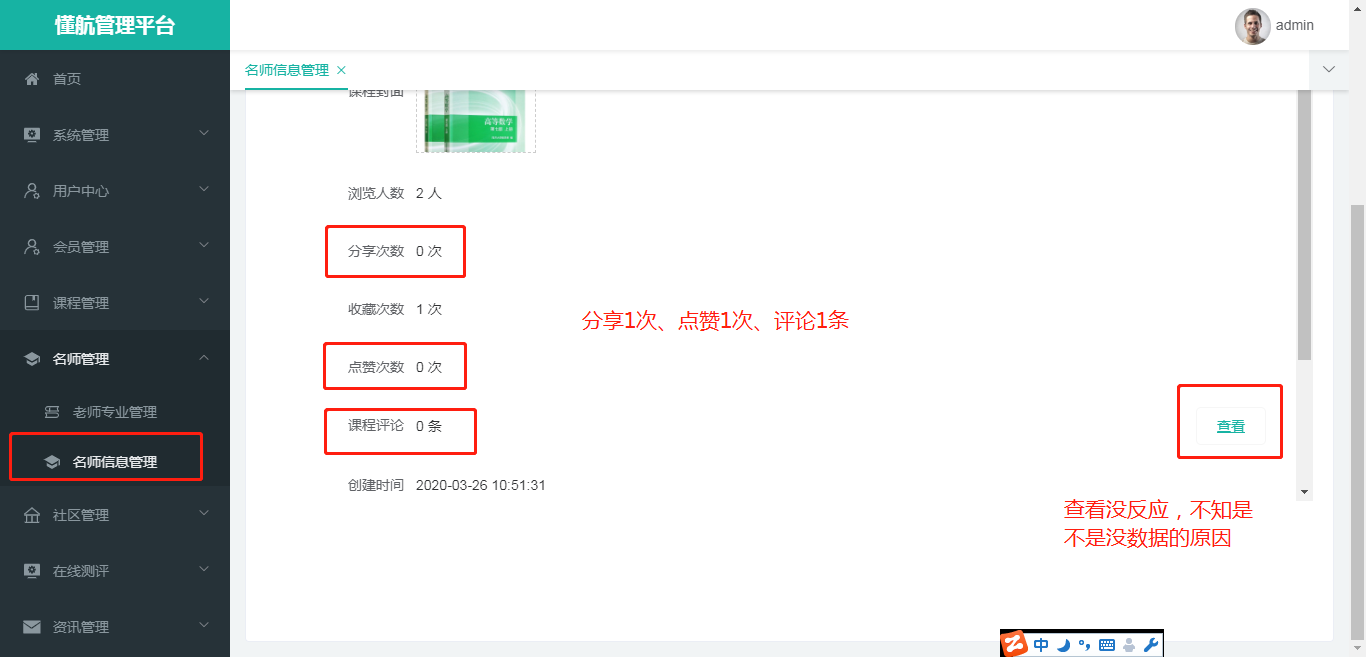 懂航管理平台
admin
首页
名师信息管理 ×
系统管理
课程封面
高等数学
用户中心
浏览人数 2 人
会员管理
分享次数 0 次
课程管理
收藏次数 1 次
分享1次、点赞1次、评论1条
名师管理
点赞次数 0 次
老师专业管理
课程评论 0 条
查看
名师信息管理
创建时间 2020-03-26 10:51:31
社区管理
查看没反应，不知是
不是没数据的原因
在线测评
资讯管理
中